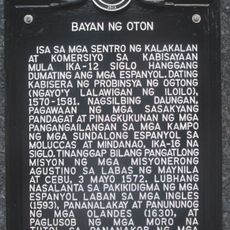 BAYAN NG OTON
ISA SA MGA SENTRO NG KALAKALAN
AT KOMERSIYO SA KABISAYAAN
MULA IKA-12 SIGLO HANGGANG
DUMATING ANG MGA ESPANYOL. DATING
KABISERA NG PROBINSYA NG OGTONG
(NGAYO'Y LALAWIGAN NG ILOILO),
1570-1581. NAGSILBING DAUNGAN,
PAGAWAAN NG MGA SASAKYANG
PANDAGAT AT PINAGKUKUNAN NG MGA
PANGANGAILANGAN SA MGA KAMPO
NG MGA SUNDALONG ESPANYOL SA
MOLUCCAS AT MINDANAO, IKA-16 NA
SIGLO. TINANGGAP BILANG PANGATLONG
MISYON NG MGA MISYONERONG
AGUSTINO SA LABAS NG MAYNILA
AT CEBU, 3 MAYO 1572. LUBHANG
NASALANTA SA PAKIKIDIGMA NG MGA
ESPANYOL LABAN SA MGA INGLES
(1593), PANANALAKAY AT PANUNUNOG
NG MGA OLANDES (1630), AT
PAGLUSOB NG MGA MORO NA